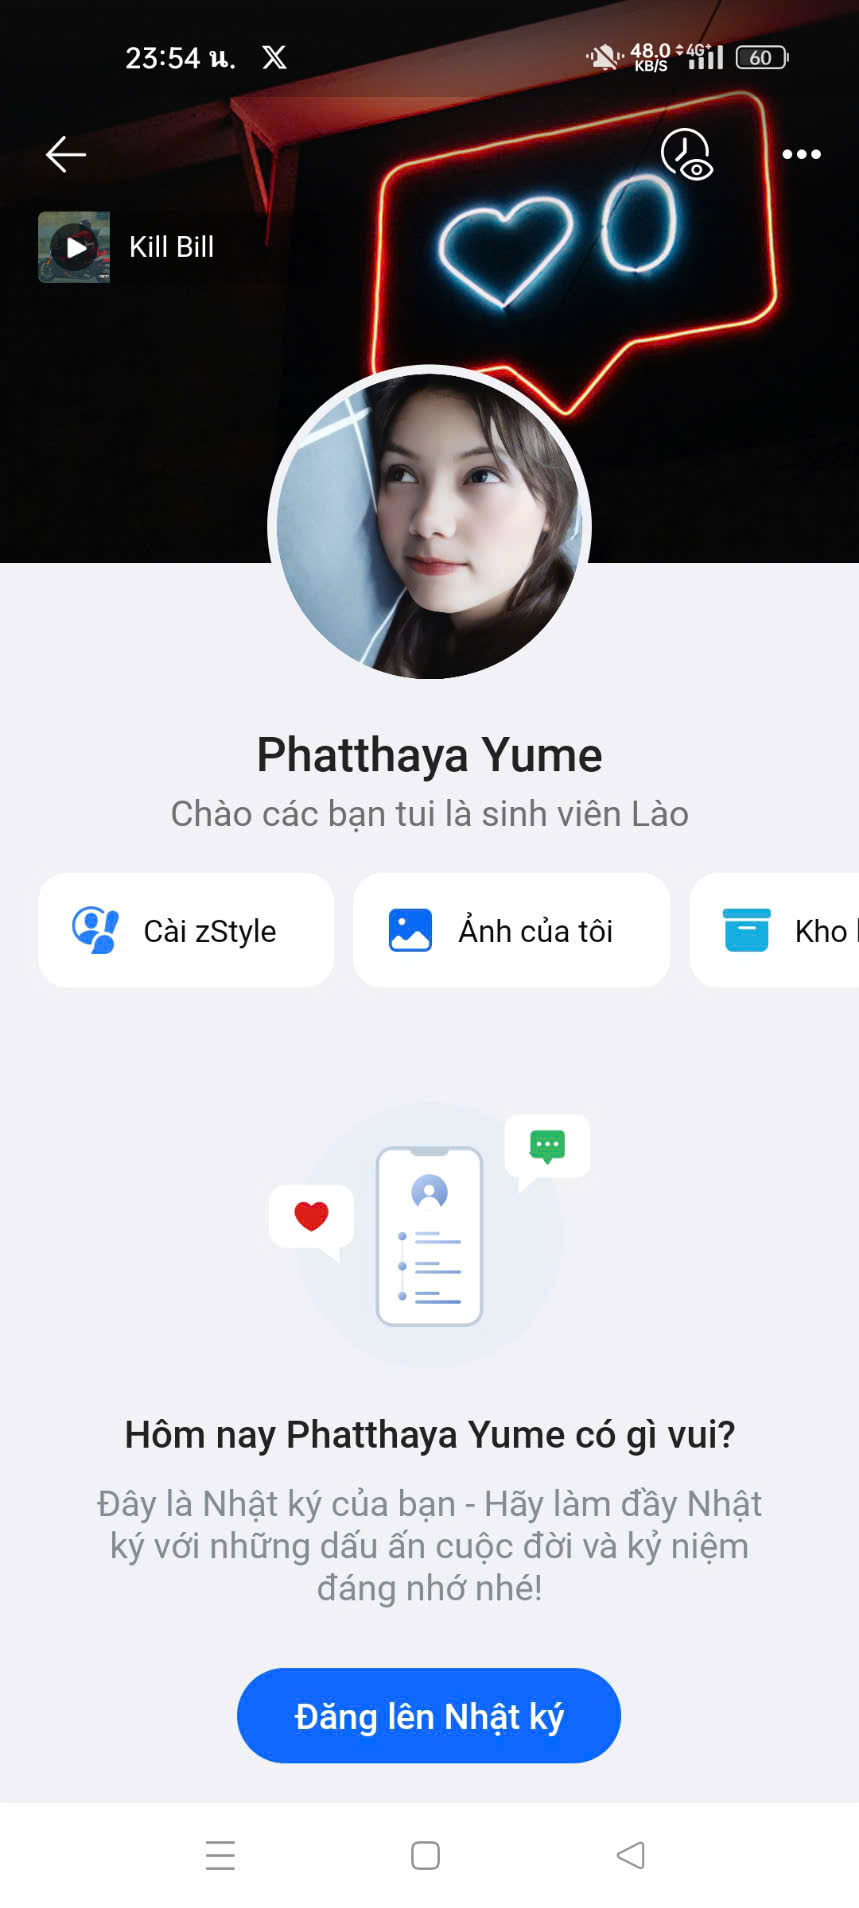 23:54 น.
48.0 KB/S 4G+ 60
Kill Bill
Phatthaya Yume
Chào các bạn tui là sinh viên Lào
Cài zStyle Ảnh của tôi Kho
Hôm nay Phatthaya Yume có gì vui?
Đây là Nhật ký của bạn - Hãy làm đầy Nhật
ký với những dấu ấn cuộc đời và kỷ niệm
đáng nhớ nhé!
Đăng lên Nhật ký